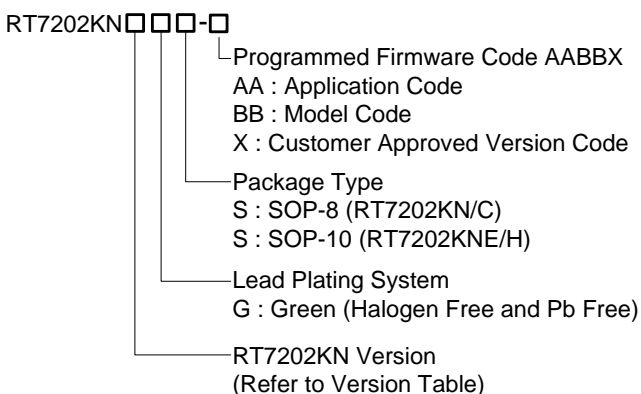 RT7202KN□□□-□
Programmed Firmware Code AABBX
AA : Application Code
BB : Model Code
X : Customer Approved Version Code
Package Type
S : SOP-8 (RT7202KN/C)
S : SOP-10 (RT7202KNE/H)
Lead Plating System
G : Green (Halogen Free and Pb Free)
RT7202KN Version
(Refer to Version Table)